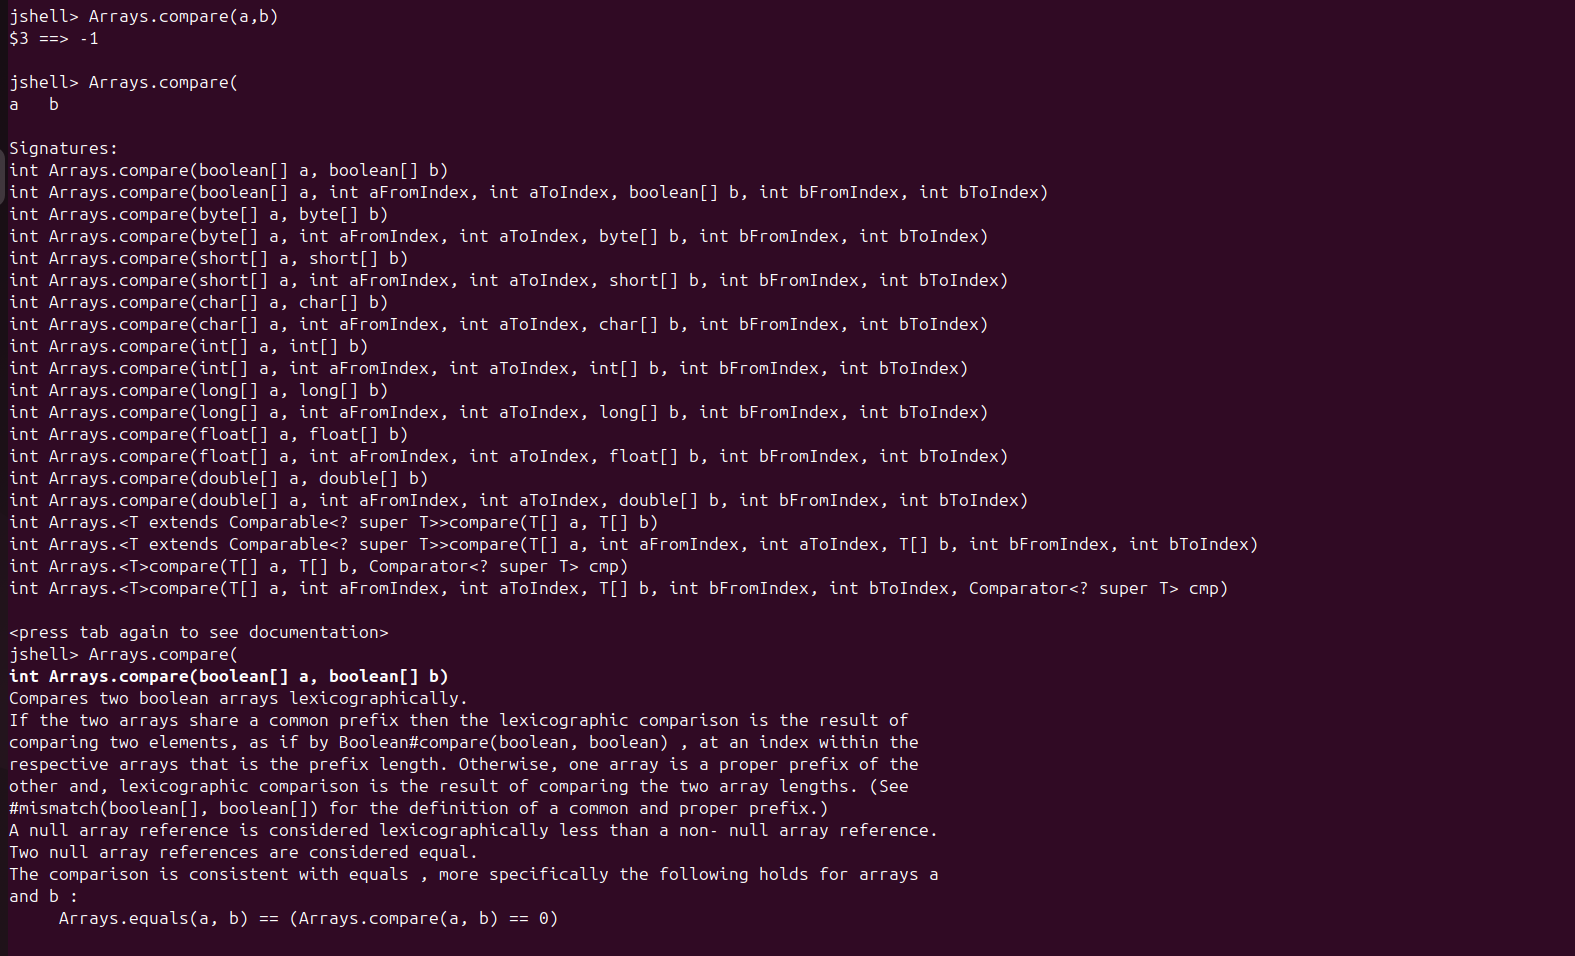 jshell> Arrays.compare(a,b)
$3 ==> -1
jshell> Arrays.compare(
a   b
Signatures:
int Arrays.compare(boolean[] a, boolean[] b)
int Arrays.compare(boolean[] a, int aFromIndex, int aToIndex, boolean[] b, int bFromIndex, int bToIndex)
int Arrays.compare(byte[] a, byte[] b)
int Arrays.compare(byte[] a, int aFromIndex, int aToIndex, byte[] b, int bFromIndex, int bToIndex)
int Arrays.compare(short[] a, short[] b)
int Arrays.compare(short[] a, int aFromIndex, int aToIndex, short[] b, int bFromIndex, int bToIndex)
int Arrays.compare(char[] a, char[] b)
int Arrays.compare(char[] a, int aFromIndex, int aToIndex, char[] b, int bFromIndex, int bToIndex)
int Arrays.compare(int[] a, int[] b)
int Arrays.compare(int[] a, int aFromIndex, int aToIndex, int[] b, int bFromIndex, int bToIndex)
int Arrays.compare(long[] a, long[] b)
int Arrays.compare(long[] a, int aFromIndex, int aToIndex, long[] b, int bFromIndex, int bToIndex)
int Arrays.compare(float[] a, float[] b)
int Arrays.compare(float[] a, int aFromIndex, int aToIndex, float[] b, int bFromIndex, int bToIndex)
int Arrays.compare(double[] a, double[] b)
int Arrays.compare(double[] a, int aFromIndex, int aToIndex, double[] b, int bFromIndex, int bToIndex)
int Arrays.<T extends Comparable<? super T>>compare(T[] a, T[] b)
int Arrays.<T extends Comparable<? super T>>compare(T[] a, int aFromIndex, int aToIndex, T[] b, int bFromIndex, int bToIndex)
int Arrays.<T>compare(T[] a, T[] b, Comparator<? super T> cmp)
int Arrays.<T>compare(T[] a, int aFromIndex, int aToIndex, T[] b, int bFromIndex, int bToIndex, Comparator<? super T> cmp)
<press tab again to see documentation>
jshell> Arrays.compare(
int Arrays.compare(boolean[] a, boolean[] b)
Compares two boolean arrays lexicographically.
If the two arrays share a common prefix then the lexicographic comparison is the result of
comparing two elements, as if by Boolean#compare(boolean, boolean) , at an index within the
respective arrays that is the prefix length. Otherwise, one array is a proper prefix of the
other and, lexicographic comparison is the result of comparing the two array lengths. (See
#mismatch(boolean[], boolean[]) for the definition of a common and proper prefix.)
A null array reference is considered lexicographically less than a non- null array reference.
Two null array references are considered equal.
The comparison is consistent with equals , more specifically the following holds for arrays a
and b :
     Arrays.equals(a, b) == (Arrays.compare(a, b) == 0)